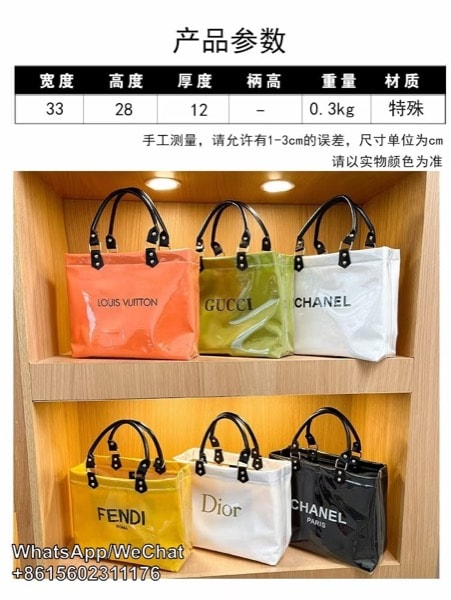 产品参数
宽度 高度 厚度 柄高 重量 材质
33 28 12 – 0.3kg 特殊
手工测量，请允许有1-3cm的误差，尺寸单位为cm
请以实物颜色为准
LOUIS VUITTON GUCCI CHANEL
FENDI Dior CHANEL
ROMA PARIS
WhatsApp/WeChat
+8615602311176